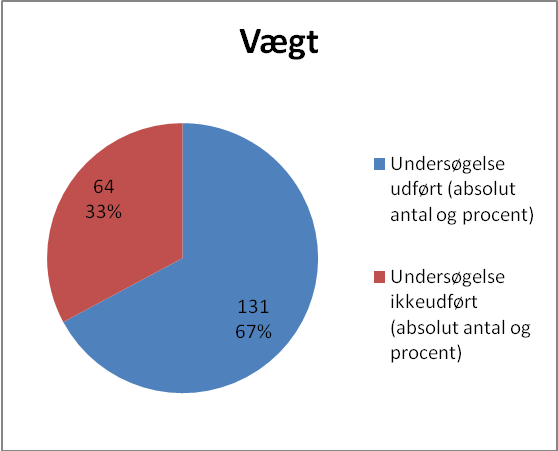 Vægt
64
33%
131
67%
Undersøgelse
udført (absolut
antal og procent)
Undersøgelse
ikkeudført
(absolut antal og
procent)